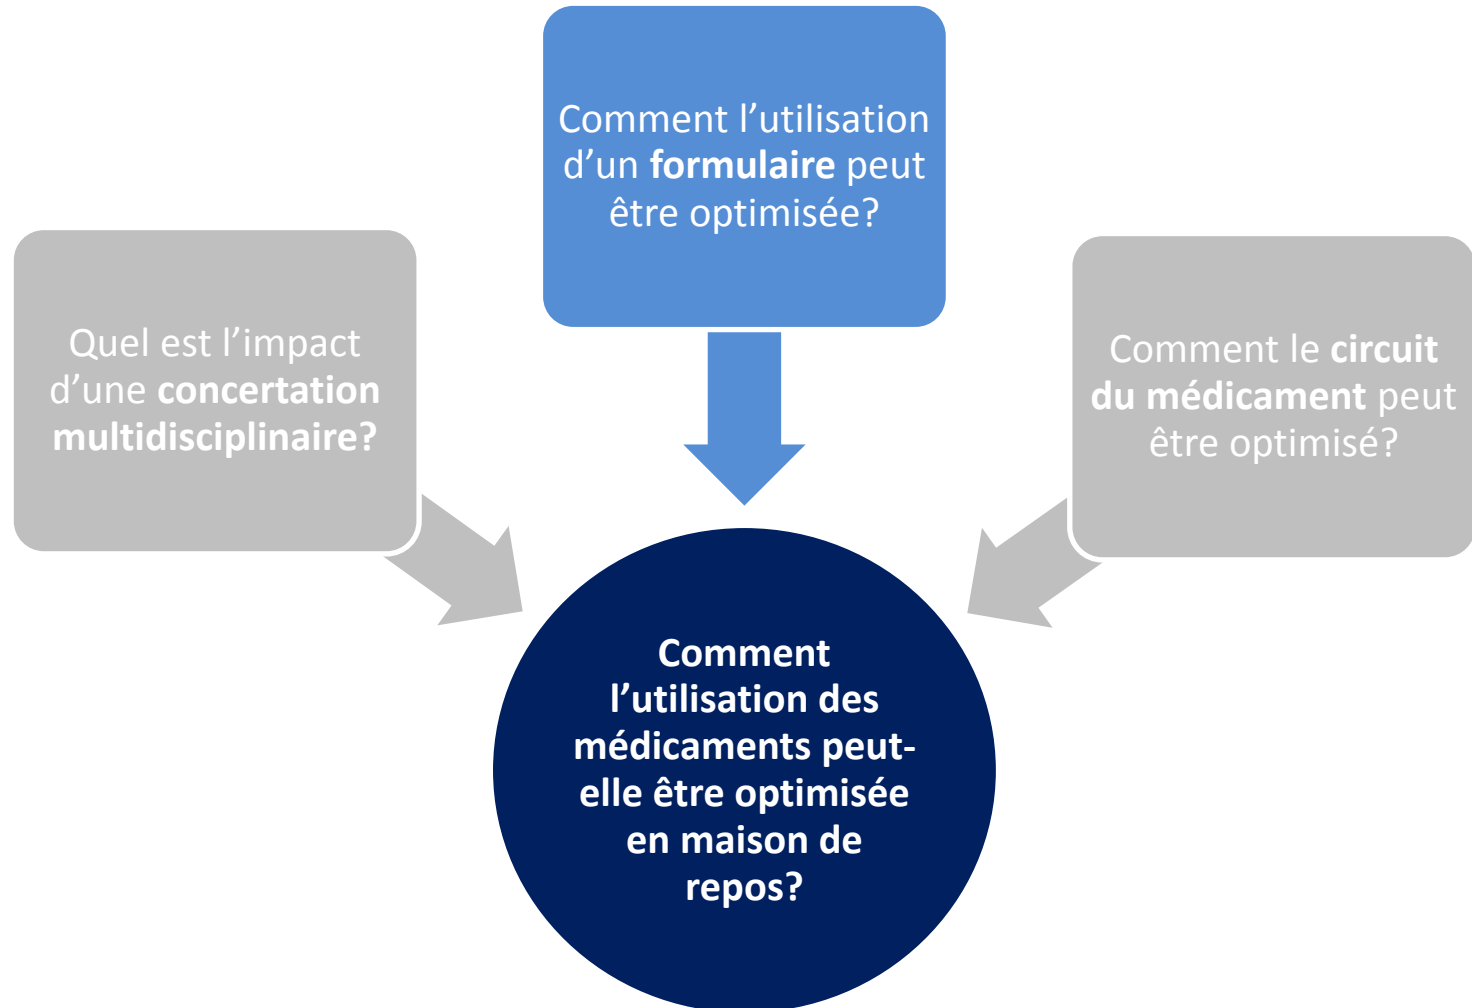 Comment l’utilisation
d’un formulaire peut
être optimisée?
Quel est l’impact
d’une concertation
multidisciplinaire?
Comment le circuit
du médicament peut
être optimisé?
Comment
l’utilisation des
médicaments peut-
elle être optimisée
en maison de
repos?